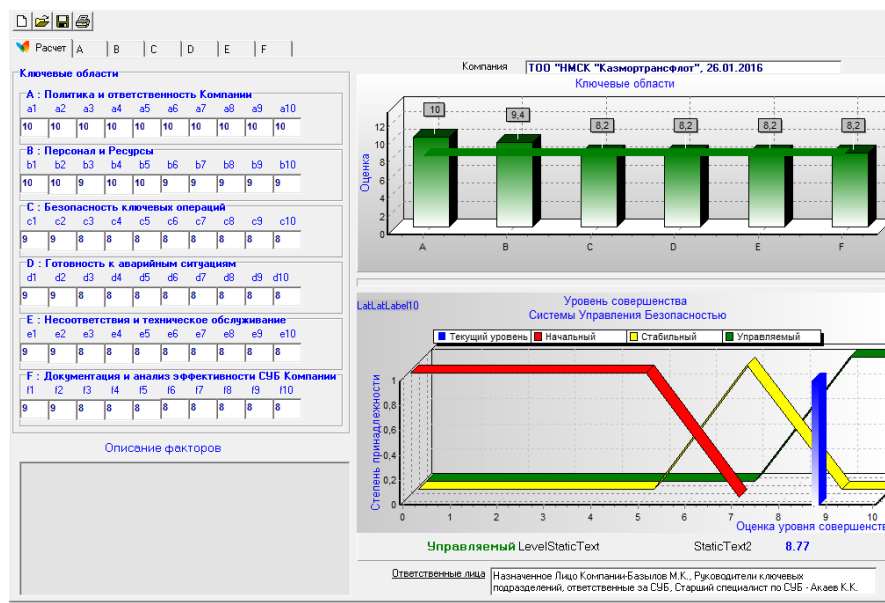 Расчет A B C D E F
Ключевые области
A : Политика и ответственность Компании
a1 a2 a3 a4 a5 a6 a7 a8 a9 a10
10 10 10 10 10 10 10 10 10 10
B : Персонал и Ресурсы
b1 b2 b3 b4 b5 b6 b7 b8 b9 b10
10 10 9 10 10 9 9 9 9 9
C : Безопасность ключевых операций
c1 c2 c3 c4 c5 c6 c7 c8 c9 c10
9 9 8 8 8 8 8 8 8 8
D : Готовность к аварийным ситуациям
d1 d2 d3 d4 d5 d6 d7 d8 d9 d10
9 9 8 8 8 8 8 8 8 8
E : Несоответствия и техническое обслуживание
e1 e2 e3 e4 e5 e6 e7 e8 e9 e10
9 9 8 8 8 8 8 8 8 8
F : Документация и анализ эффективности СУБ Компании
f1 f2 f3 f4 f5 f6 f7 f8 f9 f10
9 9 8 8 8 8 8 8 8 8
Описание факторов
Компания ТОО "НМСК "Казмортрансфлот", 26.01.2016
Ключевые области
10 9,4 8,2 8,2 8,2 8,2
Оценка
12
10
8
6
4
2
0
A B C D E F
LatLatLabel10
Уровень совершенства
Системы Управления Безопасностью
Текущий уровень Начальный Стабильный Управляемый
Степень принадлежности
1
0,8
0,6
0,4
0,2
0
0 1 2 3 4 5 6 7 8 9 10
Оценка уровня совершенств
Управляемый LevelStaticText StaticText2 8.77
Ответственные лица Назначенное Лицо Компании-Базылов М.К., Руководители ключевых
подразделений, ответственные за СУБ, Старший специалист по СУБ - Акаев К.К.